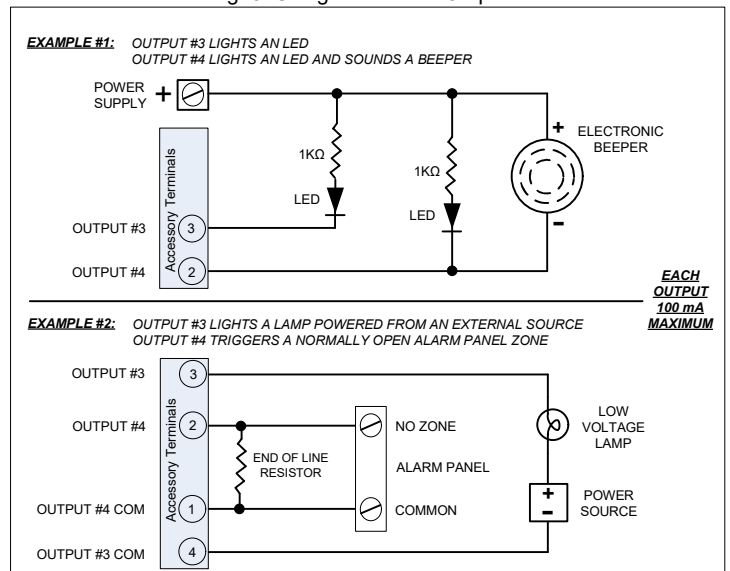 EXAMPLE #1: OUTPUT #3 LIGHTS AN LED
OUTPUT #4 LIGHTS AN LED AND SOUNDS A BEEPER
POWER
SUPPLY
+
+
ELECTRONIC
BEEPER
-
1KΩ
LED
1KΩ
LED
Accessory Terminals
OUTPUT #3
3
OUTPUT #4
2
EACH
OUTPUT
100 mA
MAXIMUM
EXAMPLE #2: OUTPUT #3 LIGHTS A LAMP POWERED FROM AN EXTERNAL SOURCE
OUTPUT #4 TRIGGERS A NORMALLY OPEN ALARM PANEL ZONE
OUTPUT #3
3
OUTPUT #4
2
Accessory Terminals
END OF LINE
RESISTOR
NO ZONE
ALARM PANEL
COMMON
LOW
VOLTAGE
LAMP
+
-
POWER
SOURCE
OUTPUT #4 COM
1
OUTPUT #3 COM
4